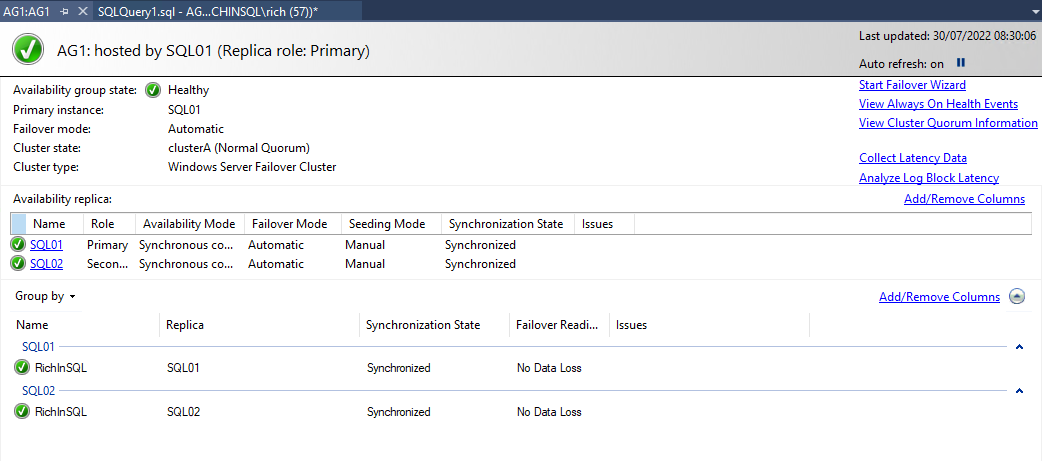 AG1:AG1
SQLQuery1.sql - AG...CHINSQL\rich (57))*
AG1: hosted by SQL01 (Replica role: Primary)
Last updated: 30/07/2022 08:30:06
Auto refresh: on
Availability group state: Healthy
Primary instance: SQL01
Failover mode: Automatic
Cluster state: clusterA (Normal Quorum)
Cluster type: Windows Server Failover Cluster
Start Failover Wizard
View Always On Health Events
View Cluster Quorum Information
Collect Latency Data
Analyze Log Block Latency
Availability replica:
Add/Remove Columns
Name Role Availability Mode Failover Mode Seeding Mode Synchronization State Issues
SQL01 Primary Synchronous co... Automatic Manual Synchronized
SQL02 Secon... Synchronous co... Automatic Manual Synchronized
Group by
Add/Remove Columns
Name Replica Synchronization State Failover Readi... Issues
SQL01
RichInSQL SQL01 Synchronized No Data Loss
SQL02
RichInSQL SQL02 Synchronized No Data Loss